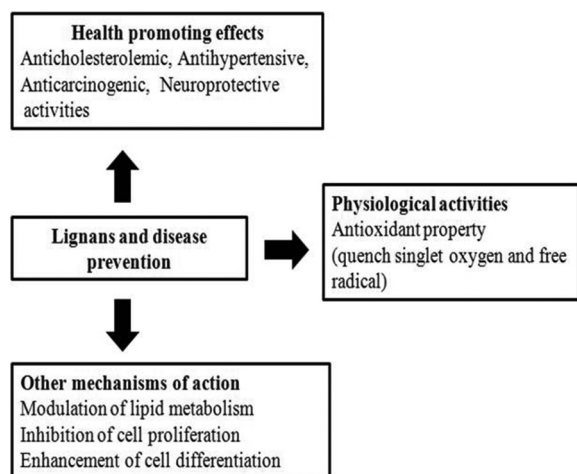 Health promoting effects
Anticholesterolemic, Antihypertensive,
Anticarcinogenic, Neuroprotective
activities
Lignans and disease
prevention
Physiological activities
Antioxidant property
(quench singlet oxygen and free
radical)
Other mechanisms of action
Modulation of lipid metabolism
Inhibition of cell proliferation
Enhancement of cell differentiation